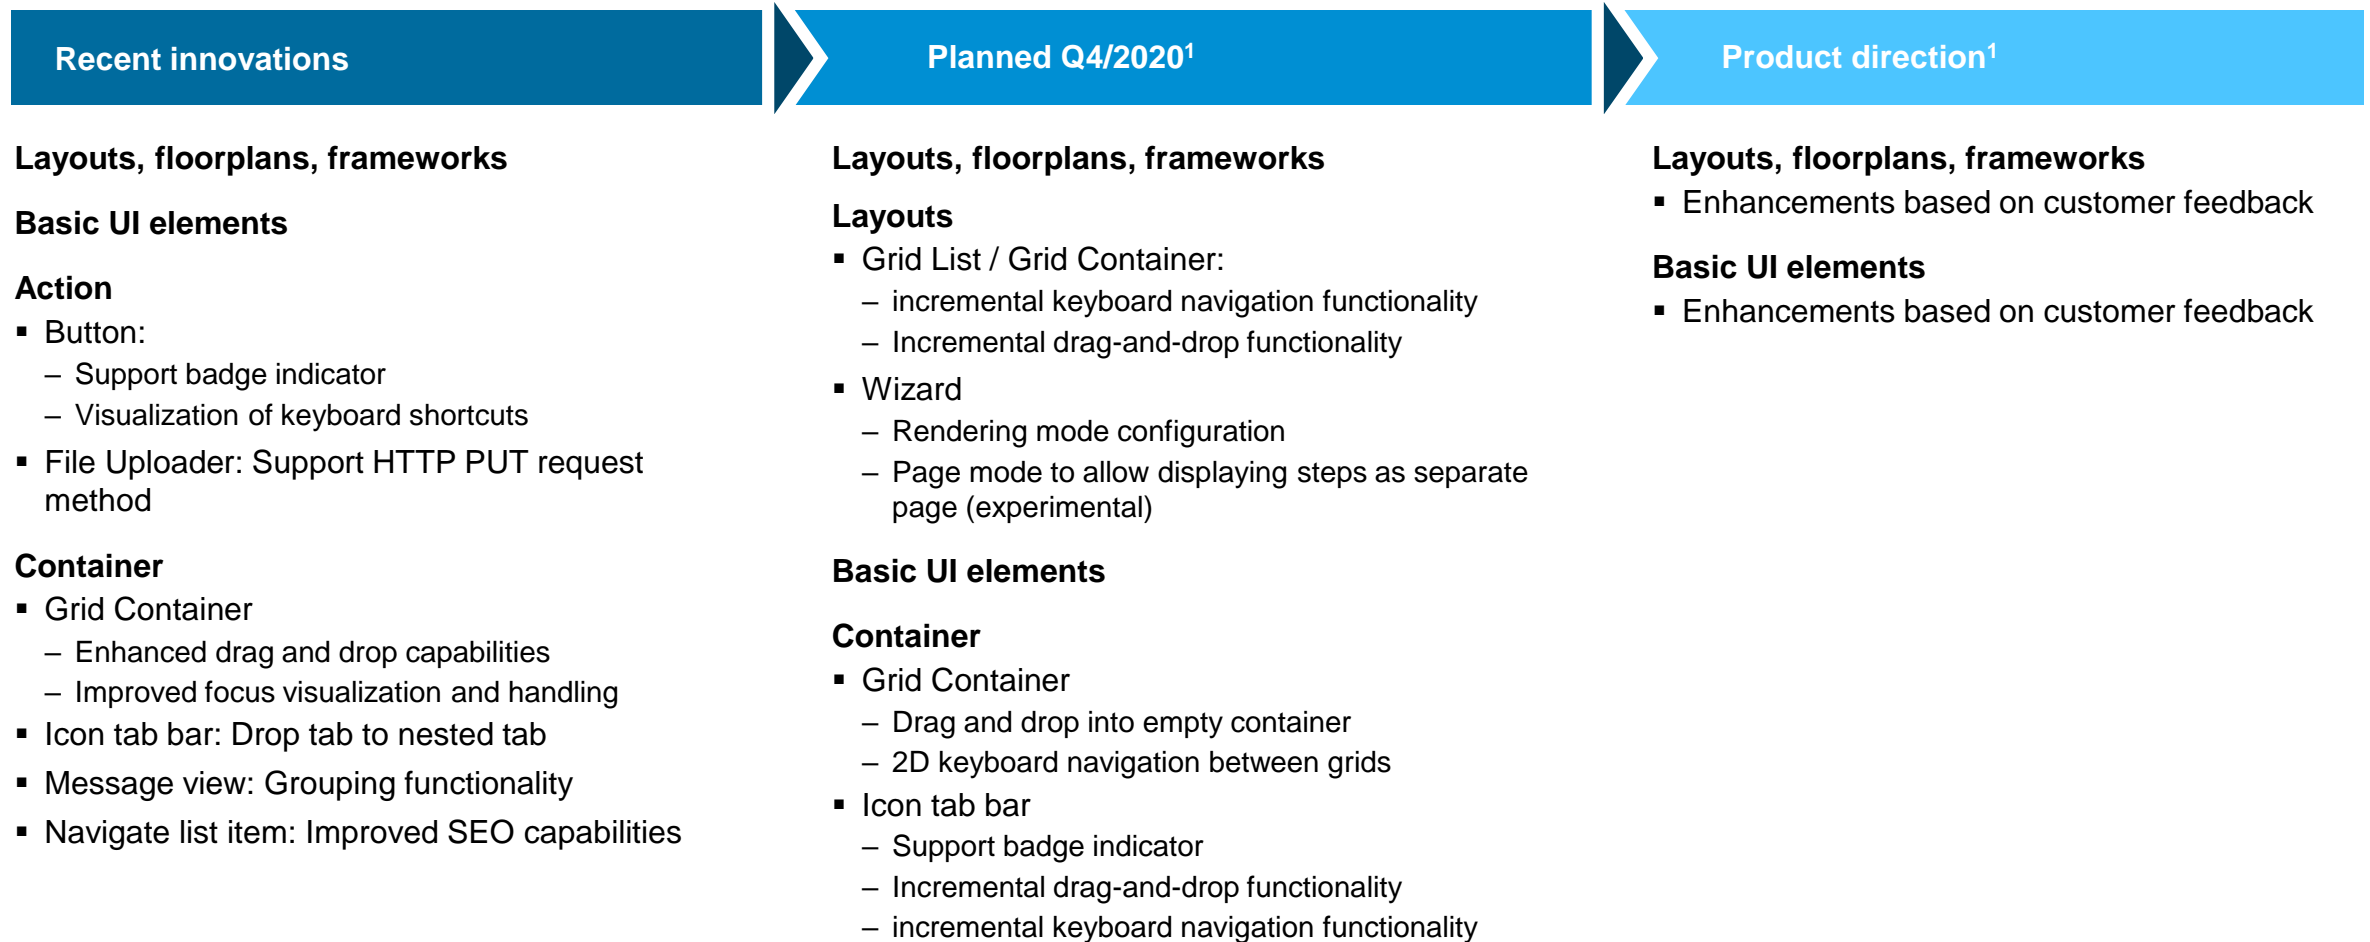 Recent innovations
Layouts, floorplans, frameworks
Basic UI elements
Action
▪ Button:
– Support badge indicator
– Visualization of keyboard shortcuts
▪ File Uploader: Support HTTP PUT request
method
Container
▪ Grid Container
– Enhanced drag and drop capabilities
– Improved focus visualization and handling
▪ Icon tab bar: Drop tab to nested tab
▪ Message view: Grouping functionality
▪ Navigate list item: Improved SEO capabilities
Planned Q4/2020¹
Layouts, floorplans, frameworks
Layouts
▪ Grid List / Grid Container:
– incremental keyboard navigation functionality
– Incremental drag-and-drop functionality
▪ Wizard
– Rendering mode configuration
– Page mode to allow displaying steps as separate
page (experimental)
Basic UI elements
Container
▪ Grid Container
– Drag and drop into empty container
– 2D keyboard navigation between grids
▪ Icon tab bar
– Support badge indicator
– Incremental drag-and-drop functionality
– incremental keyboard navigation functionality
Product direction¹
Layouts, floorplans, frameworks
▪ Enhancements based on customer feedback
Basic UI elements
▪ Enhancements based on customer feedback